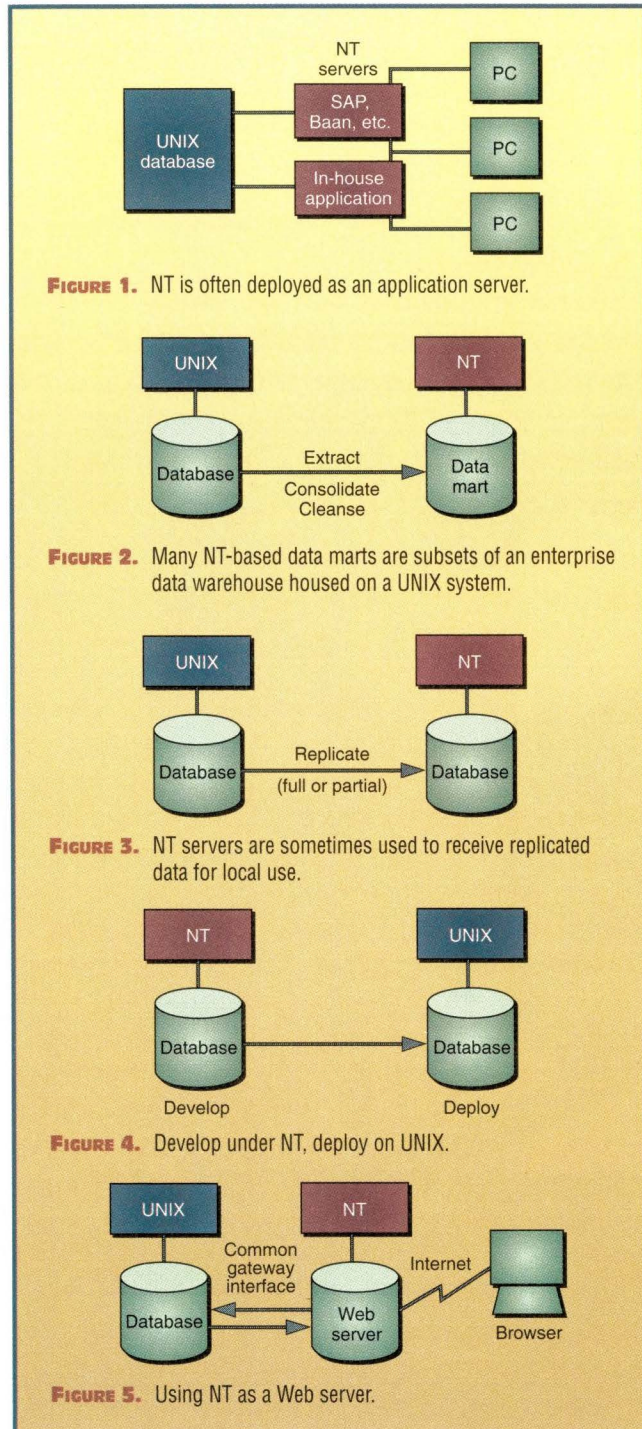 NT
servers
UNIX
database
SAP,
Baan, etc.
In-house
application
PC
PC
PC
FIGURE 1. NT is often deployed as an application server.
UNIX
NT
Database
Extract
Consolidate
Cleanse
Data
mart
FIGURE 2. Many NT-based data marts are subsets of an enterprise
data warehouse housed on a UNIX system.
UNIX
NT
Database
Replicate
(full or partial)
Database
FIGURE 3. NT servers are sometimes used to receive replicated
data for local use.
NT
UNIX
Database
Database
Develop
Deploy
FIGURE 4. Develop under NT, deploy on UNIX.
UNIX
NT
Common
gateway
interface
Internet
Database
Web
server
Browser
FIGURE 5. Using NT as a Web server.